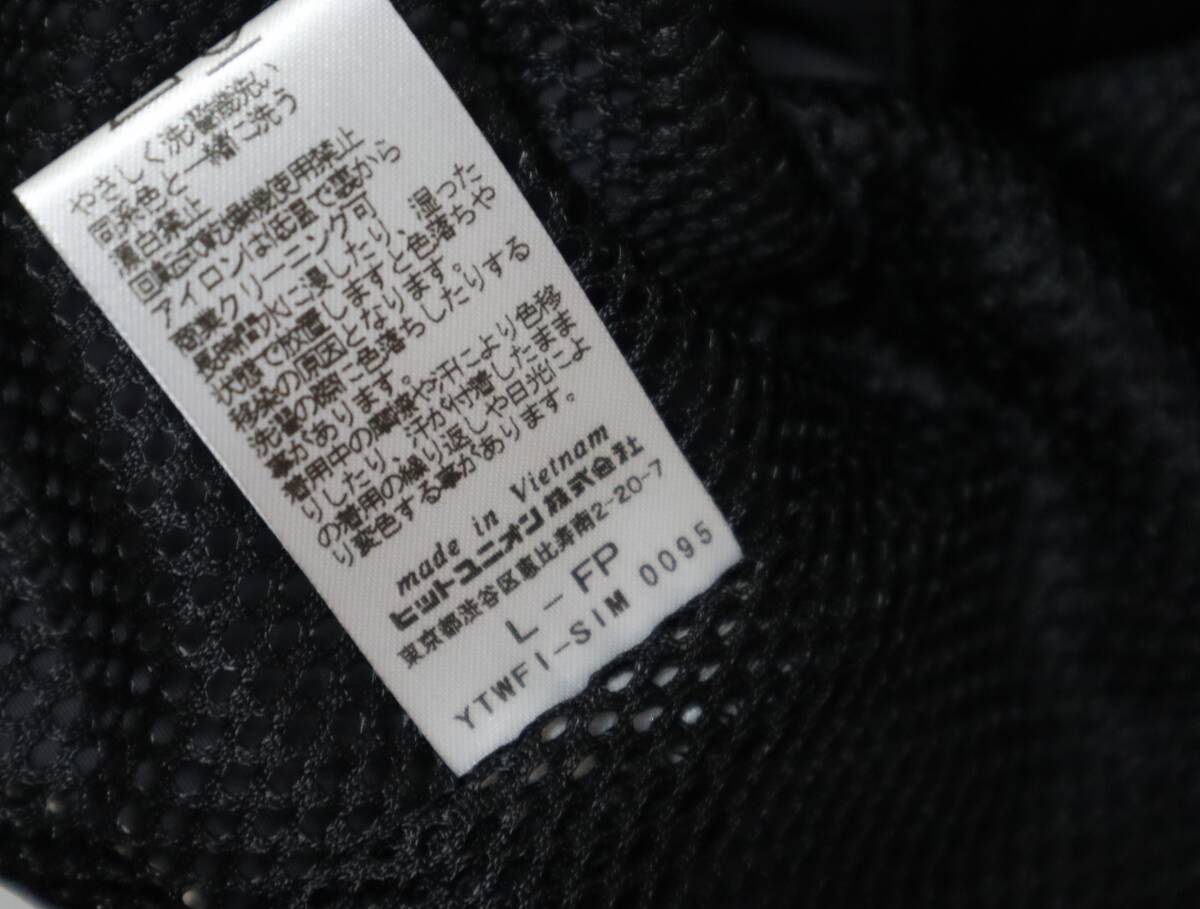 やさしく洗濯機洗い
同系色と一緒に洗う
漂白禁止
回転式乾燥機使用禁止
アイロンは低温で裏から
商業クリーニング可
長時間水に浸したり、湿った
状態で放置しますと色落ちや
移染の原因となります。
洗濯の際に色落ちしたりする
事があります。
着用中の摩擦や汗により色移
りしたり、汗が付着したまま
の着用の繰り返しや日光によ
り変色する事があります。
made in Vietnam
ヒットユニオン株式会社
東京都渋谷区恵比寿南2-20-7
L-FP
YTWFI-SIM 0095